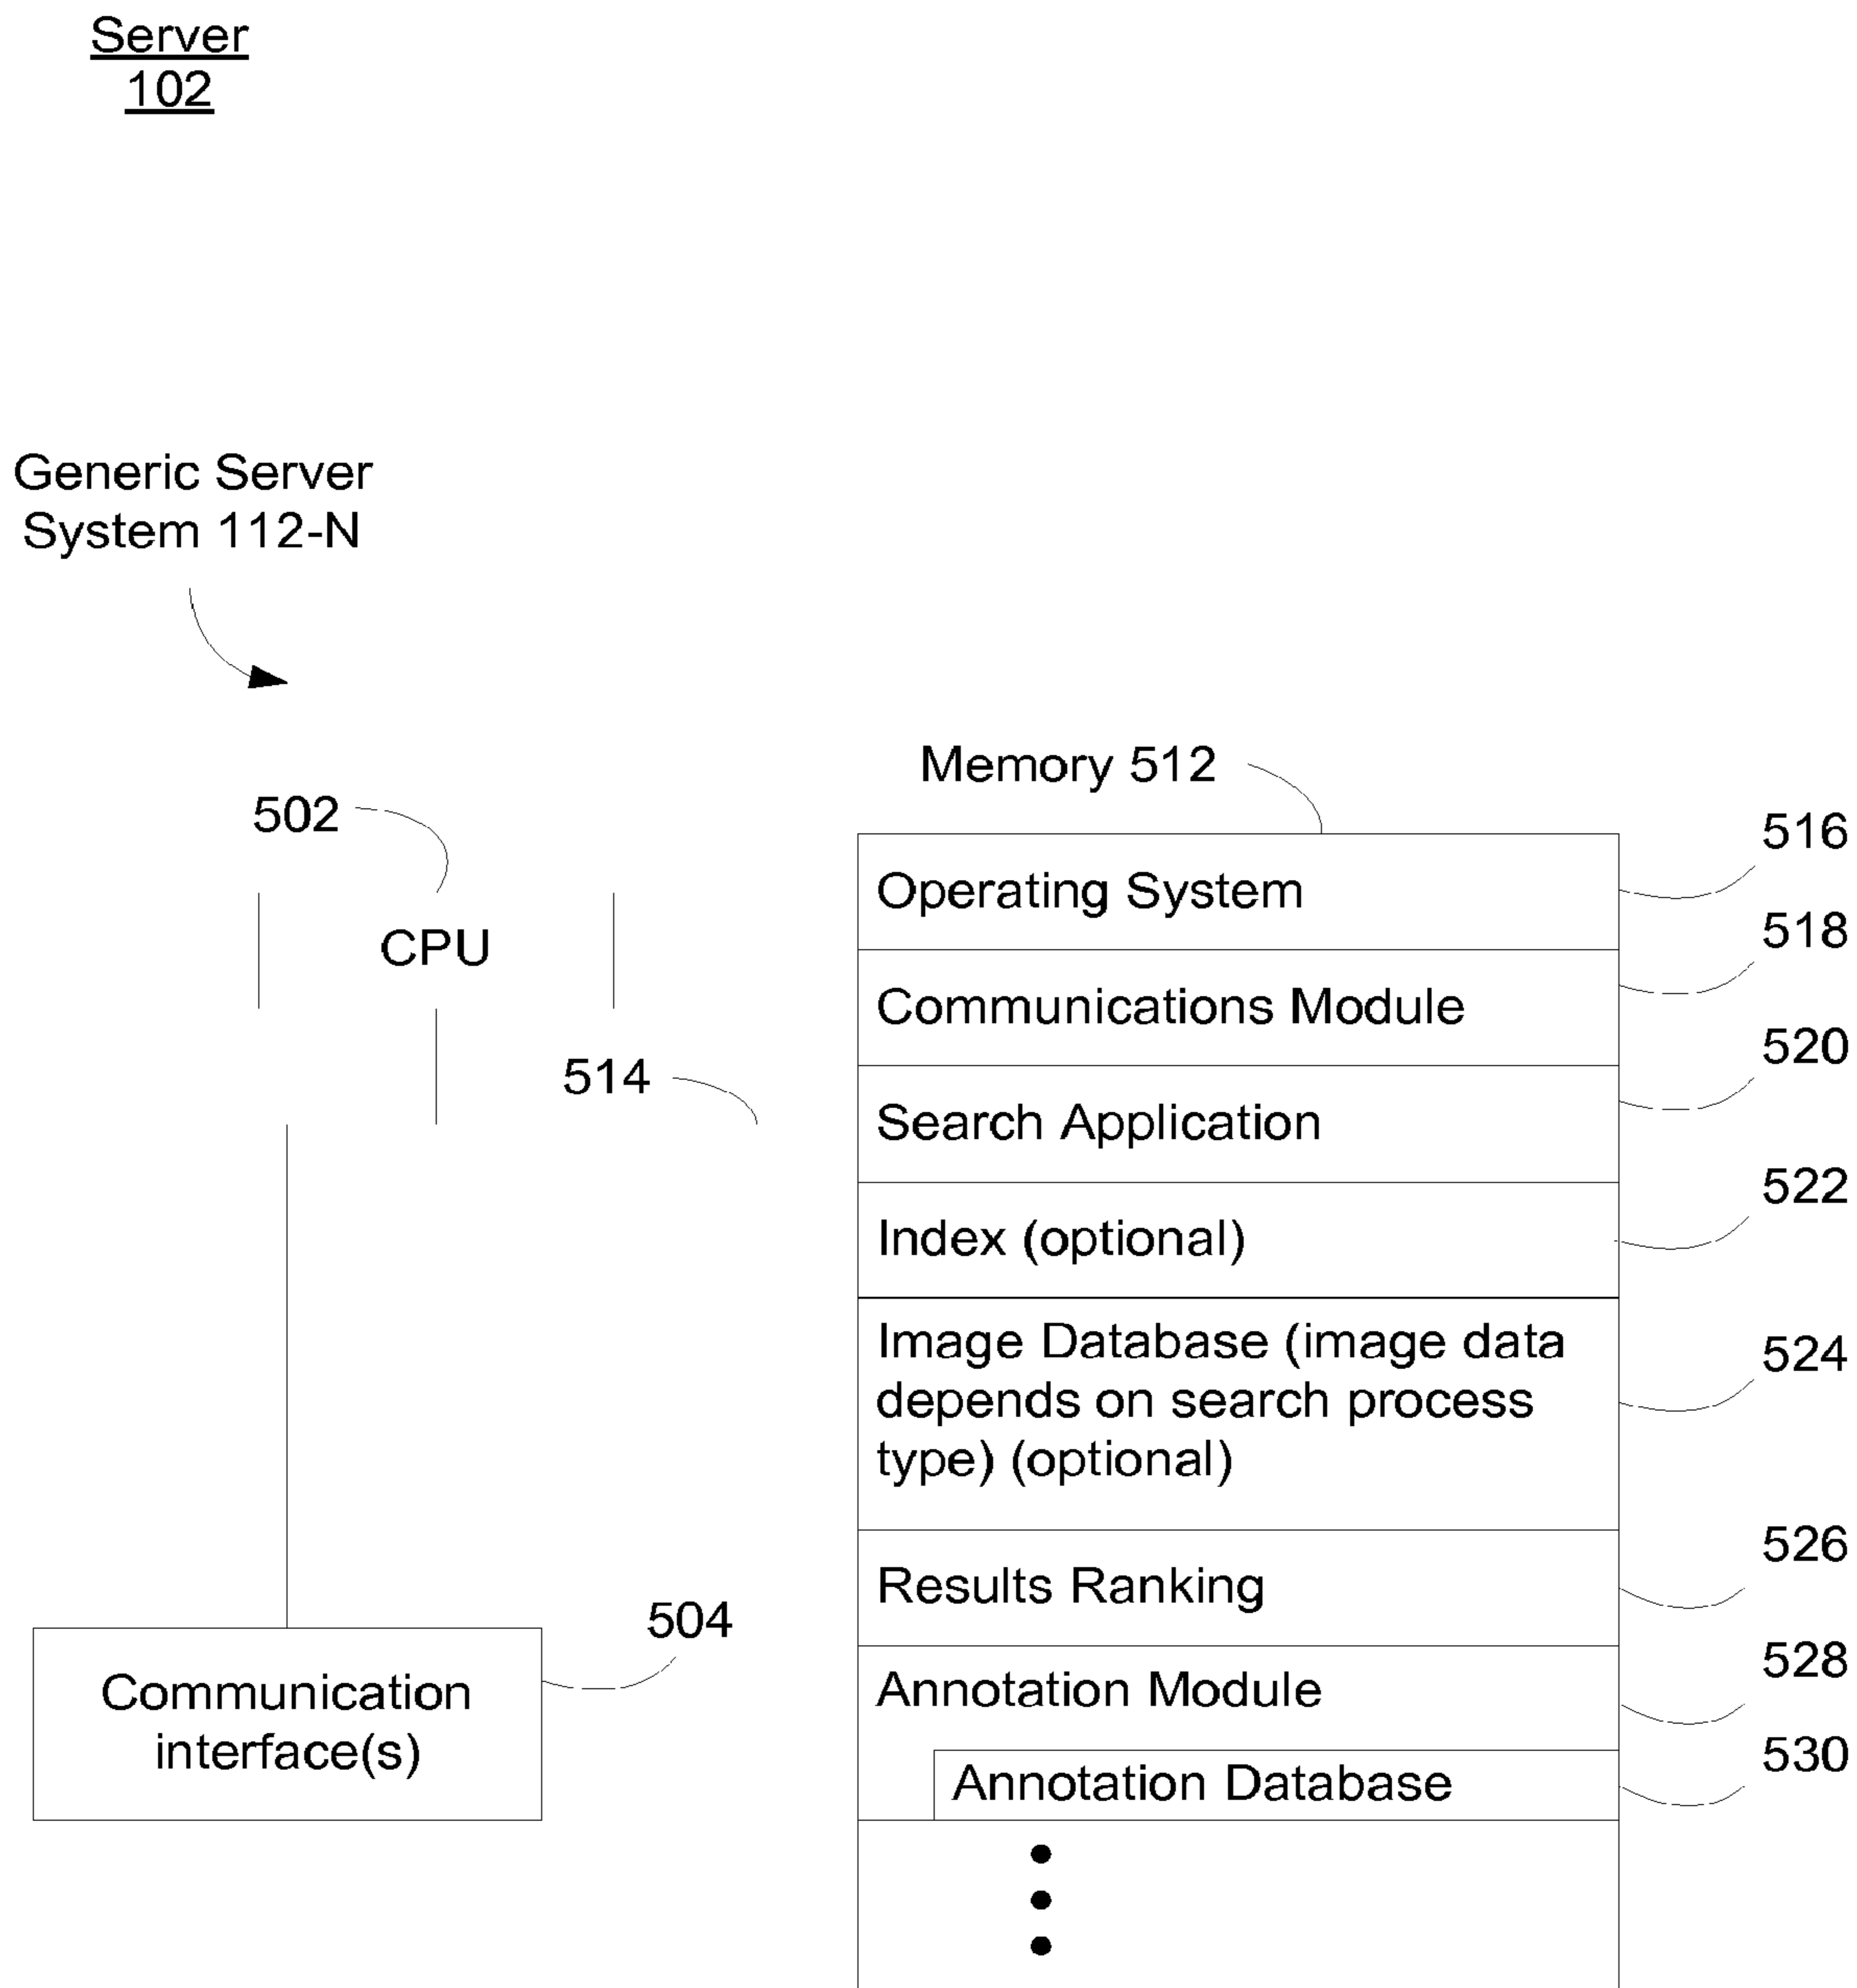 Server
102
Generic Server
System 112-N
Memory 512
502
516
Operating System
CPU
518
Communications Module
514
520
Search Application
522
Index (optional)
524
Image Database (image data
depends on search process
type) (optional)
526
Results Ranking
504
528
Communication
interface(s)
Annotation Module
530
Annotation Database